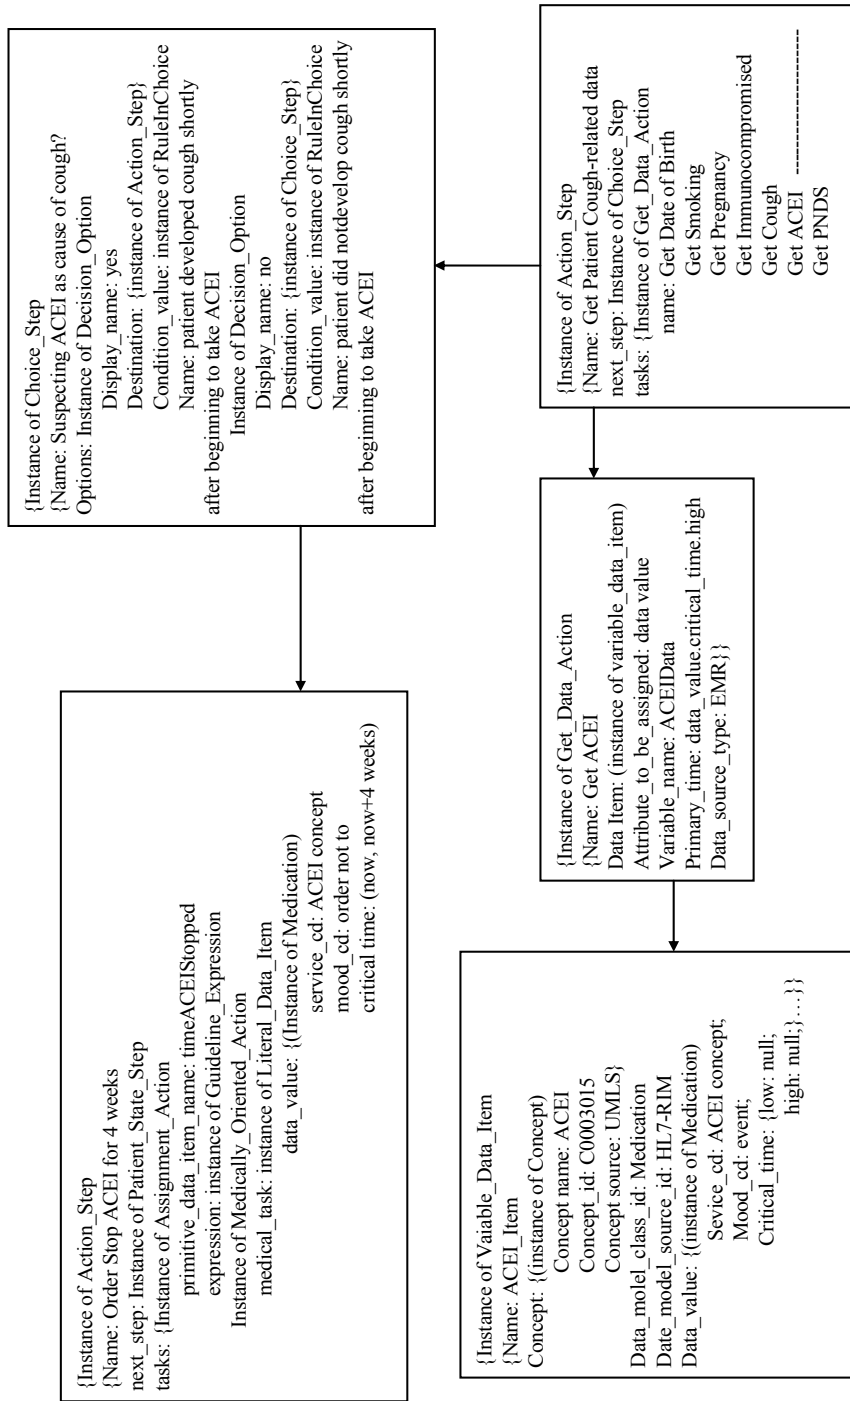 {Instance of Action_Step
{Name: Order Stop ACEI for 4 weeks
next_step: Instance of Patient_State_Step
tasks: {Instance of Assignment_Action
primitive_data_item_name: timeACEIStopped
expression: instance of Guideline_Expression
Instance of Medically_Oriented_Action
medical_task: instance of Literal_Data_Item
data_value: {(Instance of Medication)
service_cd: ACEI concept
mood_cd: order not to
critical time: (now, now+4 weeks)
{Instance of Choice_Step
{Name: Suspecting ACEI as cause of cough?
Options: Instance of Decision_Option
Display_name: yes
Destination: {instance of Action_Step}
Condition_value: instance of RuleInChoice
Name: patient developed cough shortly
after beginning to take ACEI
Instance of Decision_Option
Display_name: no
Destination: {instance of Choice_Step}
Condition_value: instance of RuleInChoice
Name: patient did notdevelop cough shortly
after beginning to take ACEI
{Instance of Vaiable_Data_Item
{Name: ACEI_Item
Concept: {(instance of Concept)
Concept name: ACEI
Concept_id: C0003015
Concept source: UMLS}
Data_molel_class_id: Medication
Date_model_source_id: HL7-RIM
Data_value: {(instance of Medication)
Sevice_cd: ACEI concept;
Mood_cd: event;
Critical_time: {low: null;
high: null;}…}}
{Instance of Get_Data_Action
{Name: Get ACEI
Data Item: (instance of variable_data_item)
Attribute_to_be_assigned: data value
Variable_name: ACEIData
Primary_time: data_value.critical_time.high
Data_source_type: EMR}}
{Instance of Action_Step
{Name: Get Patient Cough-related data
next_step: Instance of Choice_Step
tasks: {Instance of Get_Data_Action
name: Get Date of Birth
Get Smoking
Get Pregnancy
Get Immunocompromised
Get Cough
Get ACEI ----------------------
Get PNDS